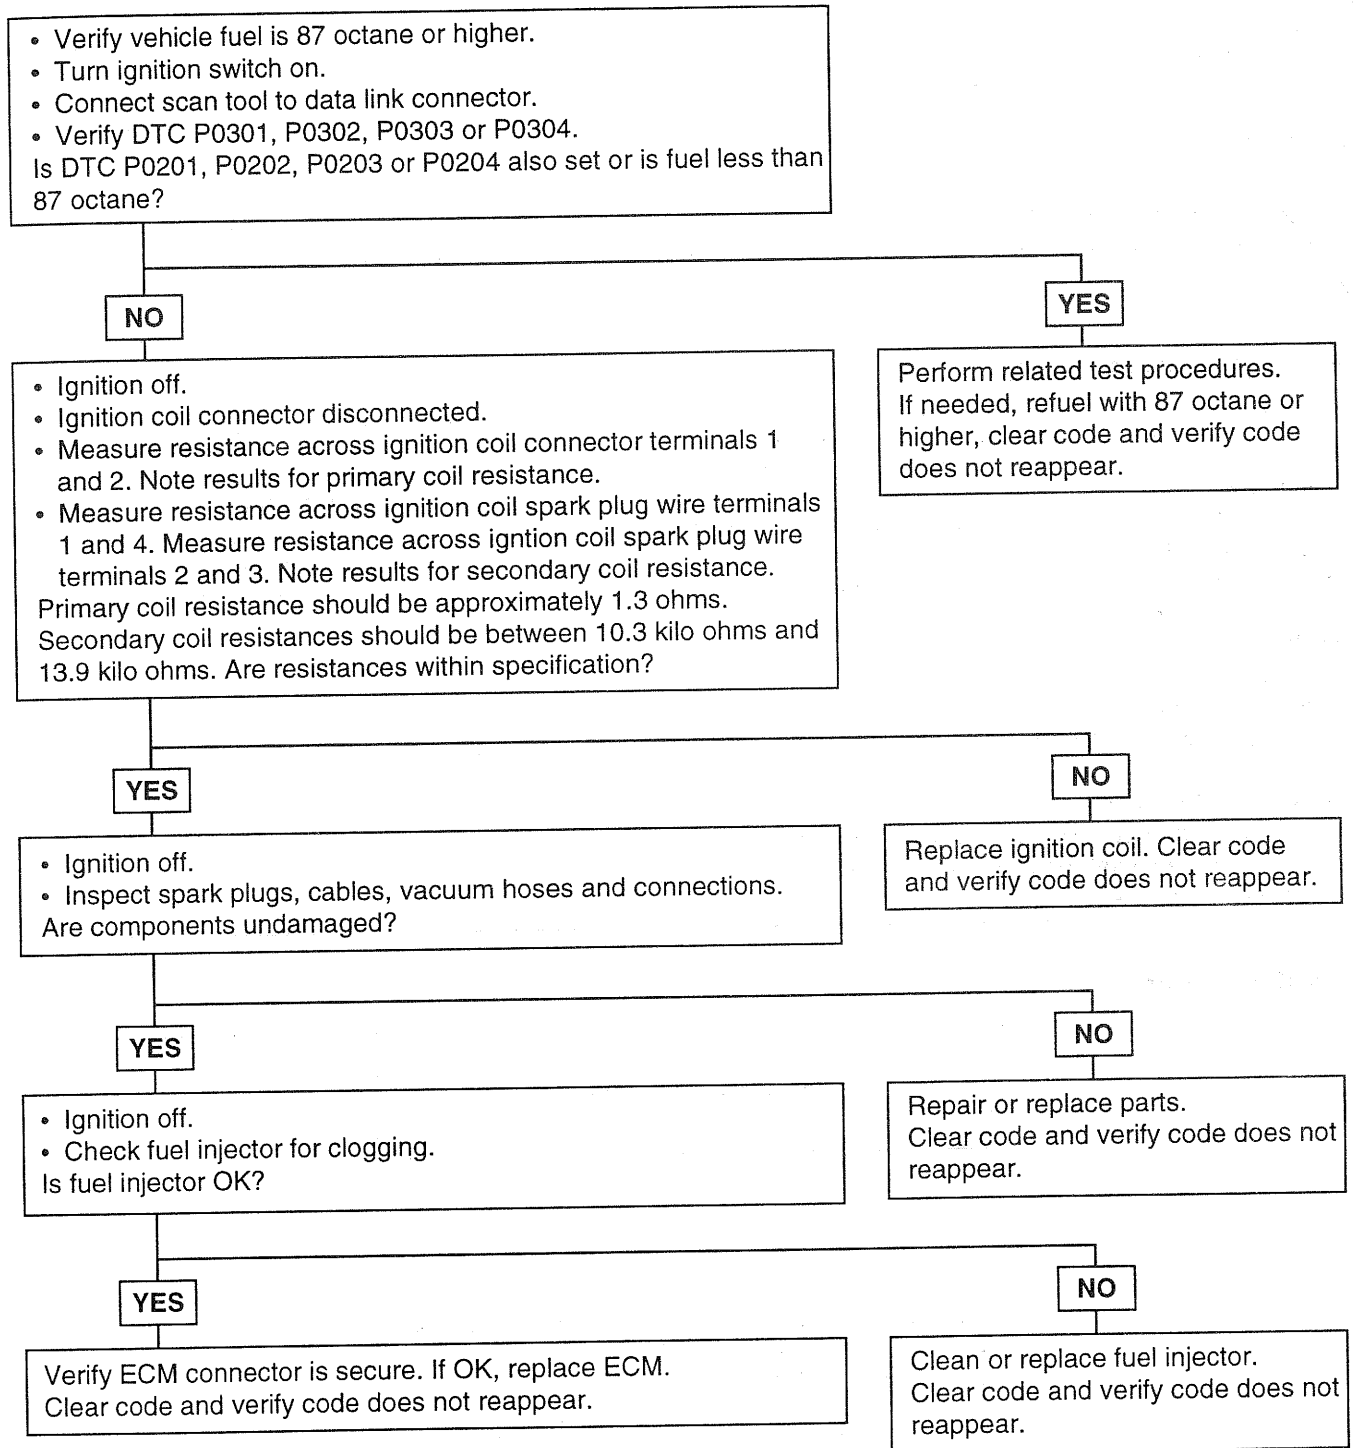 • Verify vehicle fuel is 87 octane or higher.
• Turn ignition switch on.
• Connect scan tool to data link connector.
• Verify DTC P0301, P0302, P0303 or P0304.
Is DTC P0201, P0202, P0203 or P0204 also set or is fuel less than
87 octane?
NO
YES
• Ignition off.
• Ignition coil connector disconnected.
• Measure resistance across ignition coil connector terminals 1
and 2. Note results for primary coil resistance.
• Measure resistance across ignition coil spark plug wire terminals
1 and 4. Measure resistance across igntion coil spark plug wire
terminals 2 and 3. Note results for secondary coil resistance.
Primary coil resistance should be approximately 1.3 ohms.
Secondary coil resistances should be between 10.3 kilo ohms and
13.9 kilo ohms. Are resistances within specification?
Perform related test procedures.
If needed, refuel with 87 octane or
higher, clear code and verify code
does not reappear.
YES
NO
• Ignition off.
• Inspect spark plugs, cables, vacuum hoses and connections.
Are components undamaged?
Replace ignition coil. Clear code
and verify code does not reappear.
YES
NO
• Ignition off.
• Check fuel injector for clogging.
Is fuel injector OK?
Repair or replace parts.
Clear code and verify code does not
reappear.
YES
NO
Verify ECM connector is secure. If OK, replace ECM.
Clear code and verify code does not reappear.
Clean or replace fuel injector.
Clear code and verify code does not
reappear.